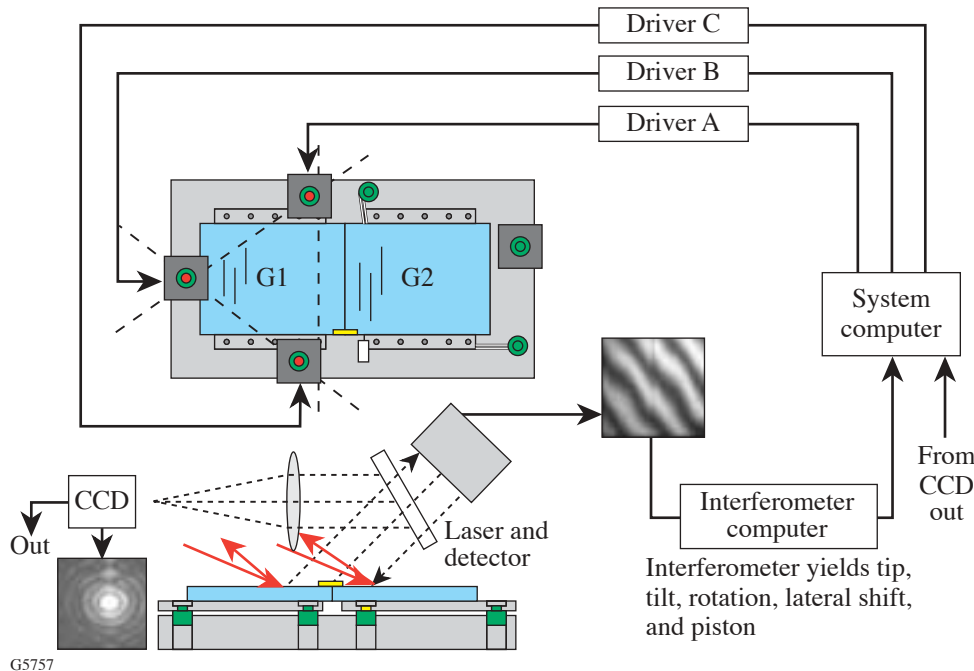 Driver C
Driver B
Driver A
G1
G2
System
computer
CCD
Out
Laser and
detector
From
CCD
out
Interferometer
computer
Interferometer yields tip,
tilt, rotation, lateral shift,
and piston
G5757